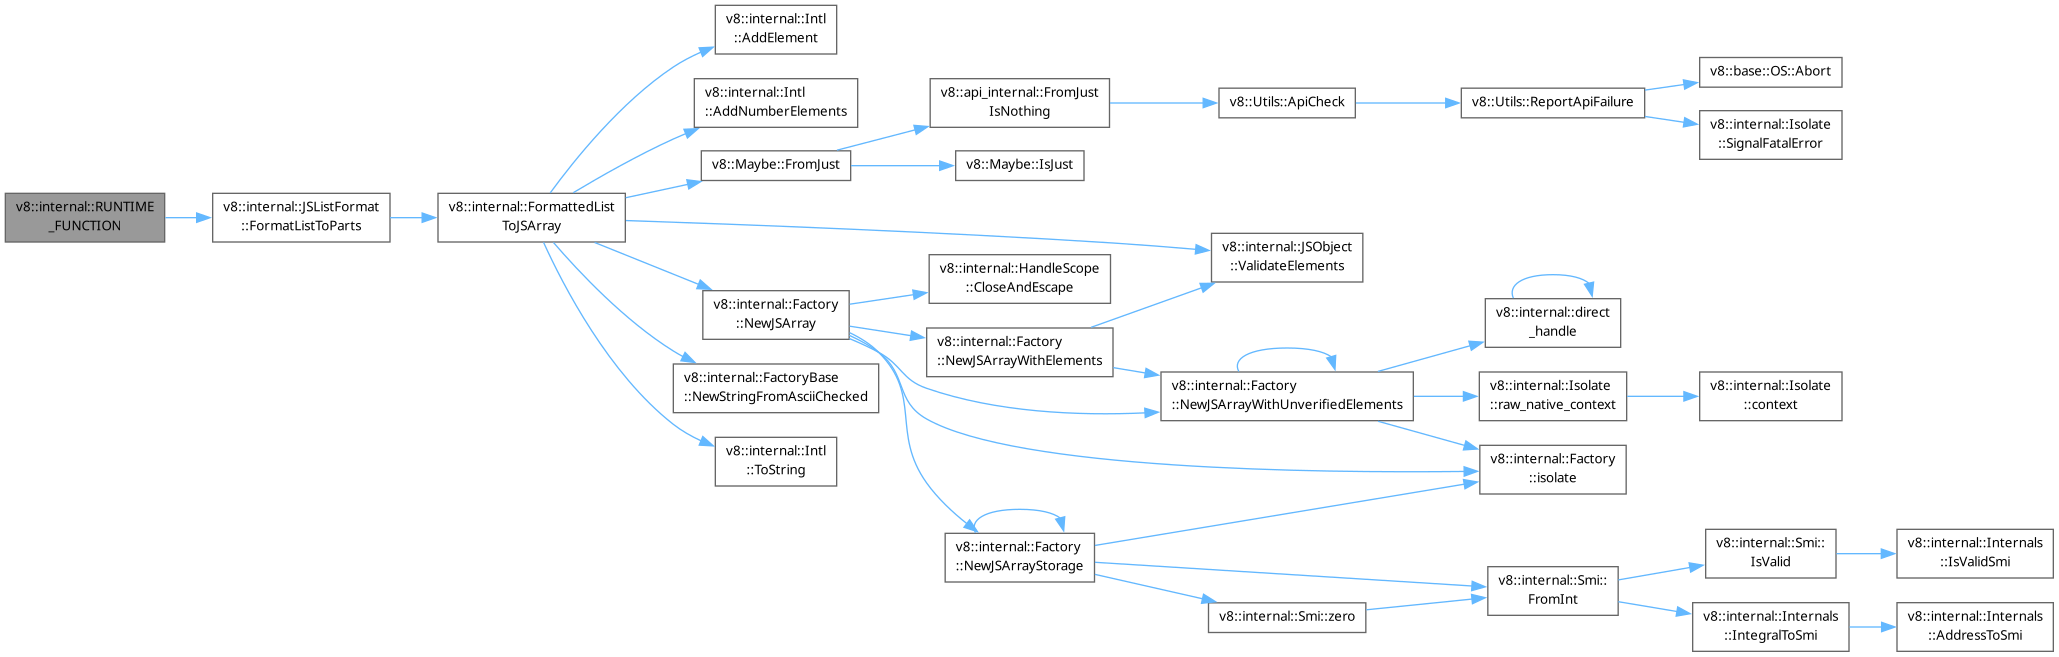 v8::internal::RUNTIME
_FUNCTION
v8::internal::JSListFormat
::FormatListToParts
v8::internal::FormattedList
ToJSArray
v8::internal::Intl
::AddElement
v8::internal::Intl
::AddNumberElements
v8::Maybe::FromJust
v8::api_internal::FromJust
IsNothing
v8::Maybe::IsJust
v8::Utils::ApiCheck
v8::Utils::ReportApiFailure
v8::base::OS::Abort
v8::internal::Isolate
::SignalFatalError
v8::internal::JSObject
::ValidateElements
v8::internal::Factory
::NewJSArray
v8::internal::HandleScope
::CloseAndEscape
v8::internal::Factory
::NewJSArrayWithElements
v8::internal::Factory
::NewJSArrayWithUnverifiedElements
v8::internal::direct
_handle
v8::internal::Isolate
::raw_native_context
v8::internal::Isolate
::context
v8::internal::Factory
::isolate
v8::internal::FactoryBase
::NewStringFromAsciiChecked
v8::internal::Intl
::ToString
v8::internal::Factory
::NewJSArrayStorage
v8::internal::Smi::zero
v8::internal::Smi::
FromInt
v8::internal::Smi::
IsValid
v8::internal::Internals
::IsValidSmi
v8::internal::Internals
::IntegralToSmi
v8::internal::Internals
::AddressToSmi